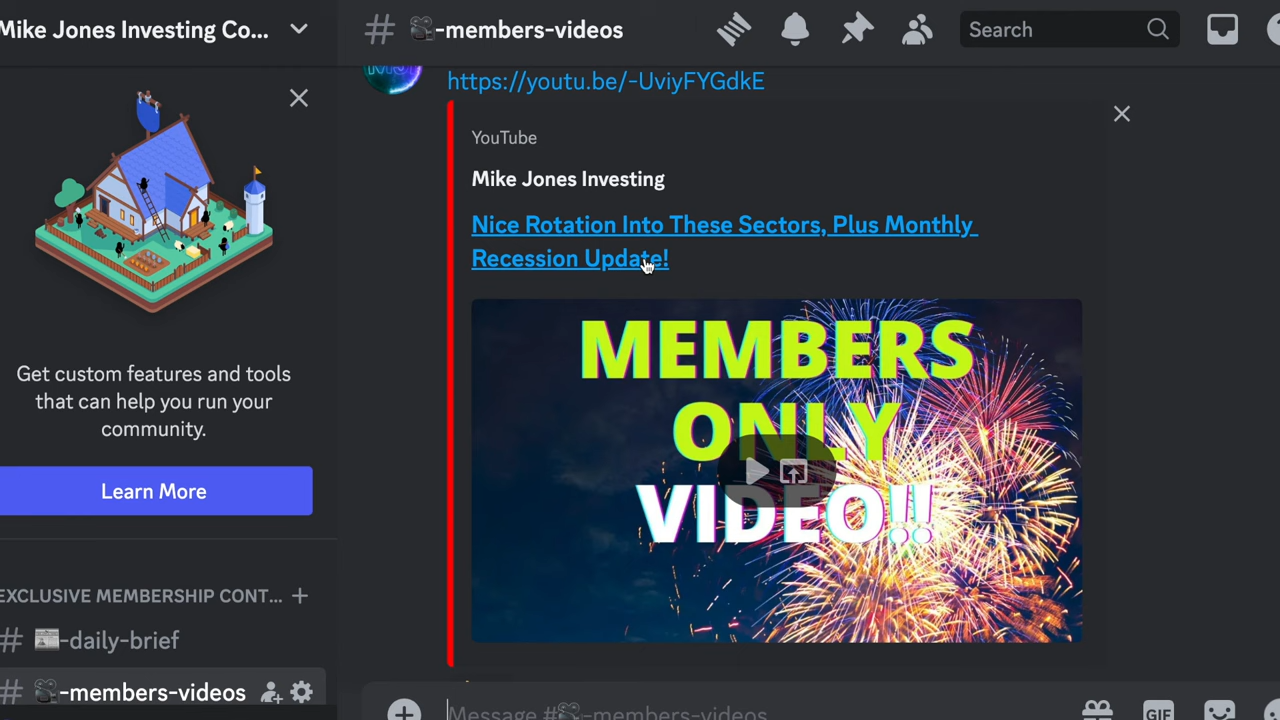 Mike Jones Investing Co...
Get custom features and tools
that can help you run your
community.
Learn More
EXCLUSIVE MEMBERSHIP CONT...
# -daily-brief
# -members-videos
# -members-videos
Search
https://youtu.be/-UviyFYGdkE
YouTube
Mike Jones Investing
Nice Rotation Into These Sectors, Plus Monthly
Recession Update!
MEMBERS
ONLY
VIDEO!!
Message #-members-videos
GIF